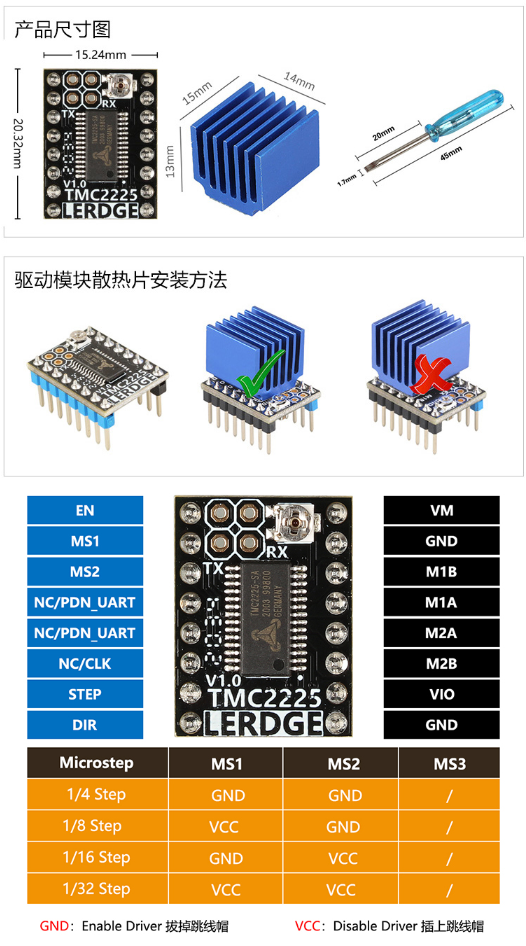 产品尺寸图
15.24mm
20.32mm
TX
RX
V1.0
TMC2225
LERDGE
15mm
14mm
13mm
20mm
45mm
1.7mm
驱动模块散热片安装方法
TMC2225
LERDGE
EN
MS1
MS2
NC/PDN_UART
NC/PDN_UART
NC/CLK
STEP
DIR
TX
RX
TMC2225-SA
GERMANY
V1.0
TMC2225
LERDGE
VM
GND
M1B
M1A
M2A
M2B
VIO
GND
Microstep MS1 MS2 MS3
1/4 Step GND GND /
1/8 Step VCC GND /
1/16 Step GND VCC /
1/32 Step VCC VCC /
GND: Enable Driver 拔掉跳线帽
VCC: Disable Driver 插上跳线帽